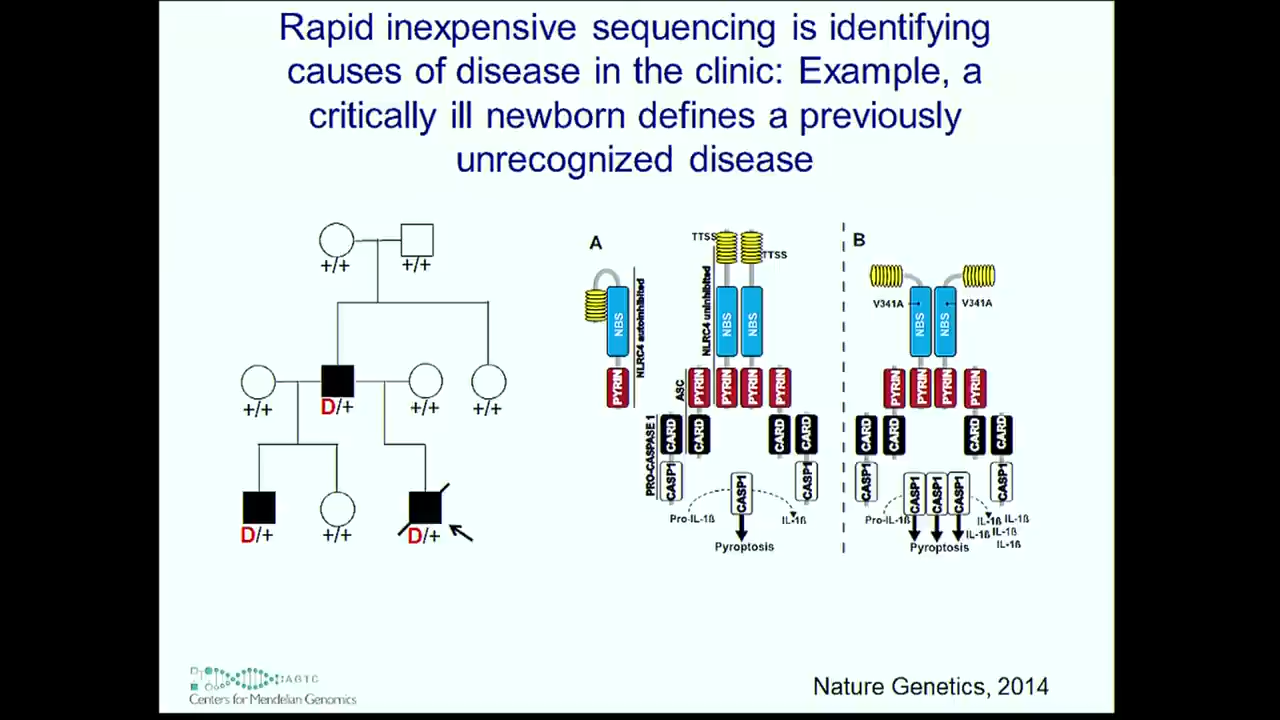 Rapid inexpensive sequencing is identifying
causes of disease in the clinic: Example, a
critically ill newborn defines a previously
unrecognized disease
+/+
+/+
D/+
+/+
+/+
+/+
D/+
+/+
D/+
A
NBS
PYRIN
NLRC4 autoinhibited
TTSS
TTSS
NLRC4 uninhibited
NBS
NBS
ASC
PYRIN
PYRIN
PYRIN
PYRIN
PRO-CASPASE 1
CARD
CARD
CARD
CARD
CASP1
CASP1
CASP1
Pro-IL-1ß
IL-1ß
Pyroptosis
B
V341A
V341A
NBS
NBS
PYRIN
PYRIN
PYRIN
PYRIN
CARD
CARD
CARD
CARD
CASP1
CASP1
CASP1
CASP1
CASP1
Pro-IL-1ß
IL-1ß
IL-1ß
IL-1ß
IL-1ß
IL-1ß
Pyroptosis
Centers for Mendelian Genomics
Nature Genetics, 2014